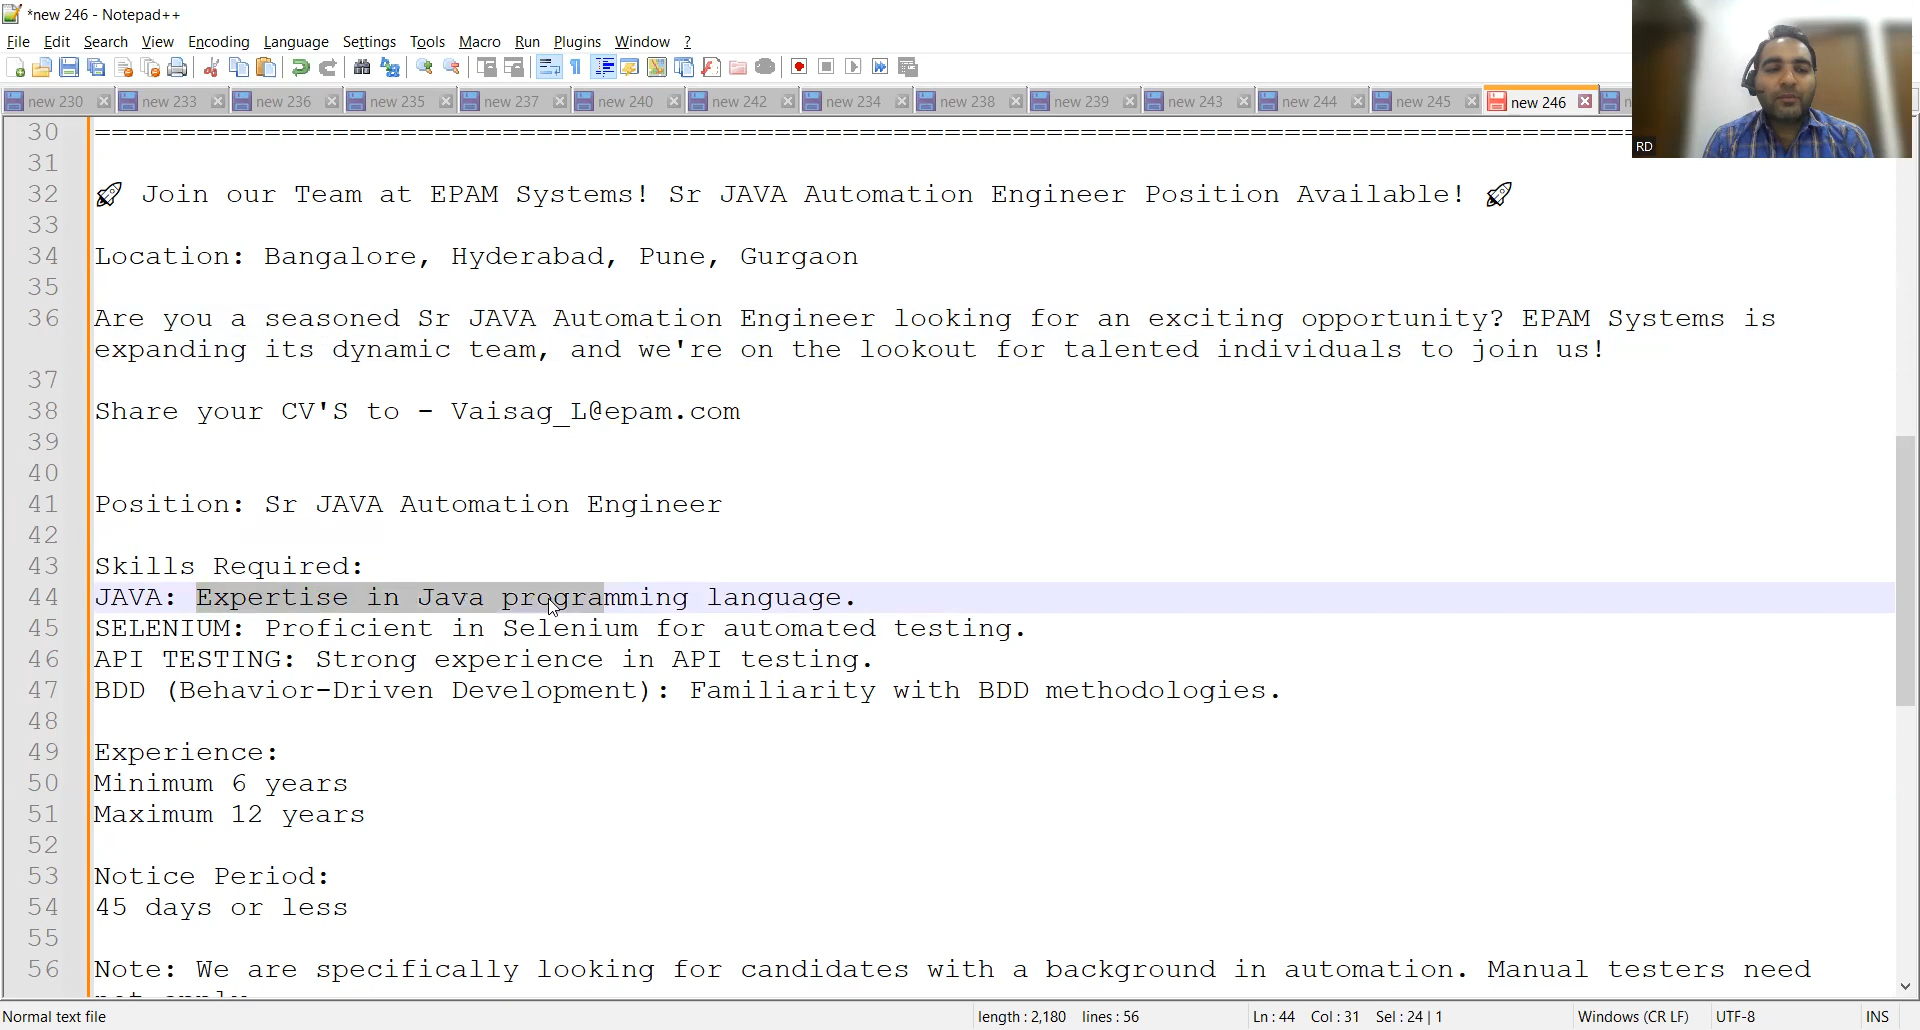 *new 246 - Notepad++
File Edit Search View Encoding Language Settings Tools Macro Run Plugins Window ?
new 230 new 233 new 236 new 235 new 237 new 240 new 242 new 234 new 238 new 239 new 243 new 244 new 245 new 246
RD
30 ===========================================================================================
31
32 🚀 Join our Team at EPAM Systems! Sr JAVA Automation Engineer Position Available! 🚀
33
34 Location: Bangalore, Hyderabad, Pune, Gurgaon
35
36 Are you a seasoned Sr JAVA Automation Engineer looking for an exciting opportunity? EPAM Systems is
expanding its dynamic team, and we're on the lookout for talented individuals to join us!
37
38 Share your CV'S to - Vaisag_L@epam.com
39
40
41 Position: Sr JAVA Automation Engineer
42
43 Skills Required:
44 JAVA: Expertise in Java programming language.
45 SELENIUM: Proficient in Selenium for automated testing.
46 API TESTING: Strong experience in API testing.
47 BDD (Behavior-Driven Development): Familiarity with BDD methodologies.
48
49 Experience:
50 Minimum 6 years
51 Maximum 12 years
52
53 Notice Period:
54 45 days or less
55
56 Note: We are specifically looking for candidates with a background in automation. Manual testers need
Normal text file length : 2,180 lines : 56 Ln : 44 Col : 31 Sel : 24 | 1 Windows (CR LF) UTF-8 INS